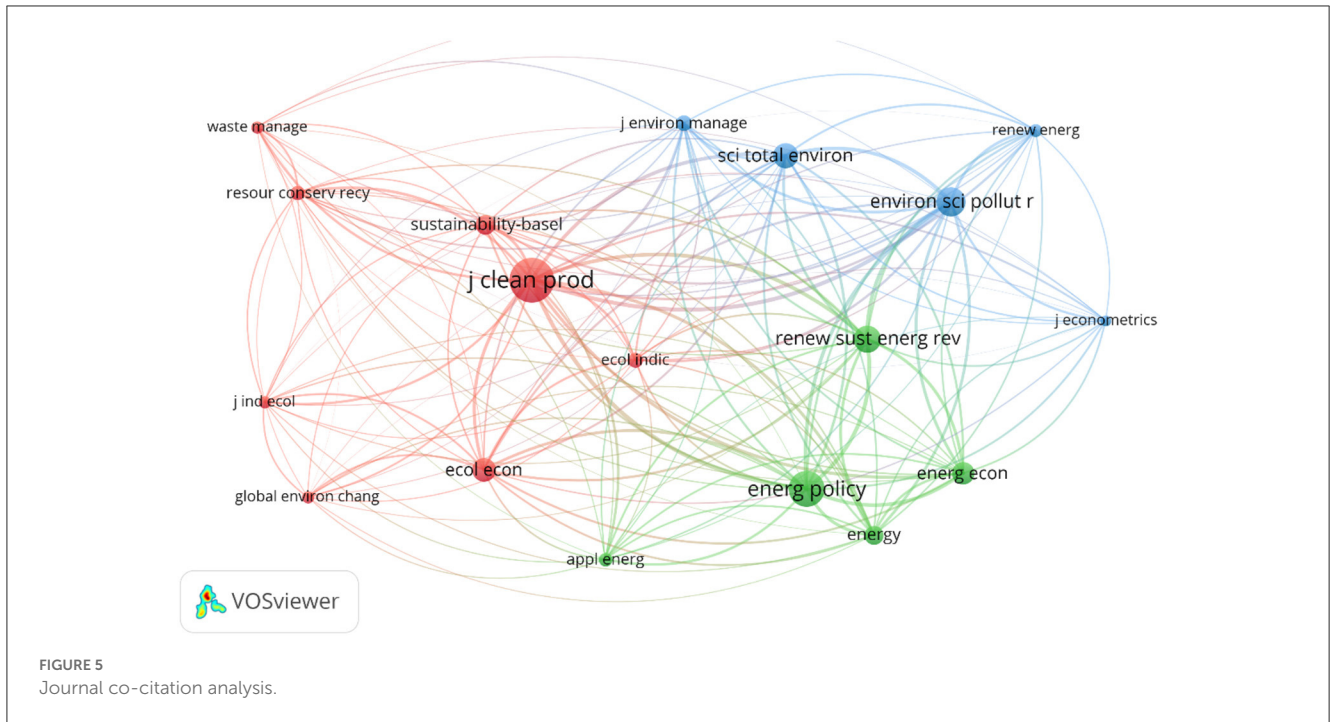 waste manage
j environ manage
renew energ
sci total environ
resour conserv recy
environ sci pollut r
sustainability-basel
j clean prod
j econometrics
renew sust energ rev
ecol indic
j ind ecol
ecol econ
energ econ
energ policy
global environ chang
energy
appl energ
VOSviewer
FIGURE 5
Journal co-citation analysis.